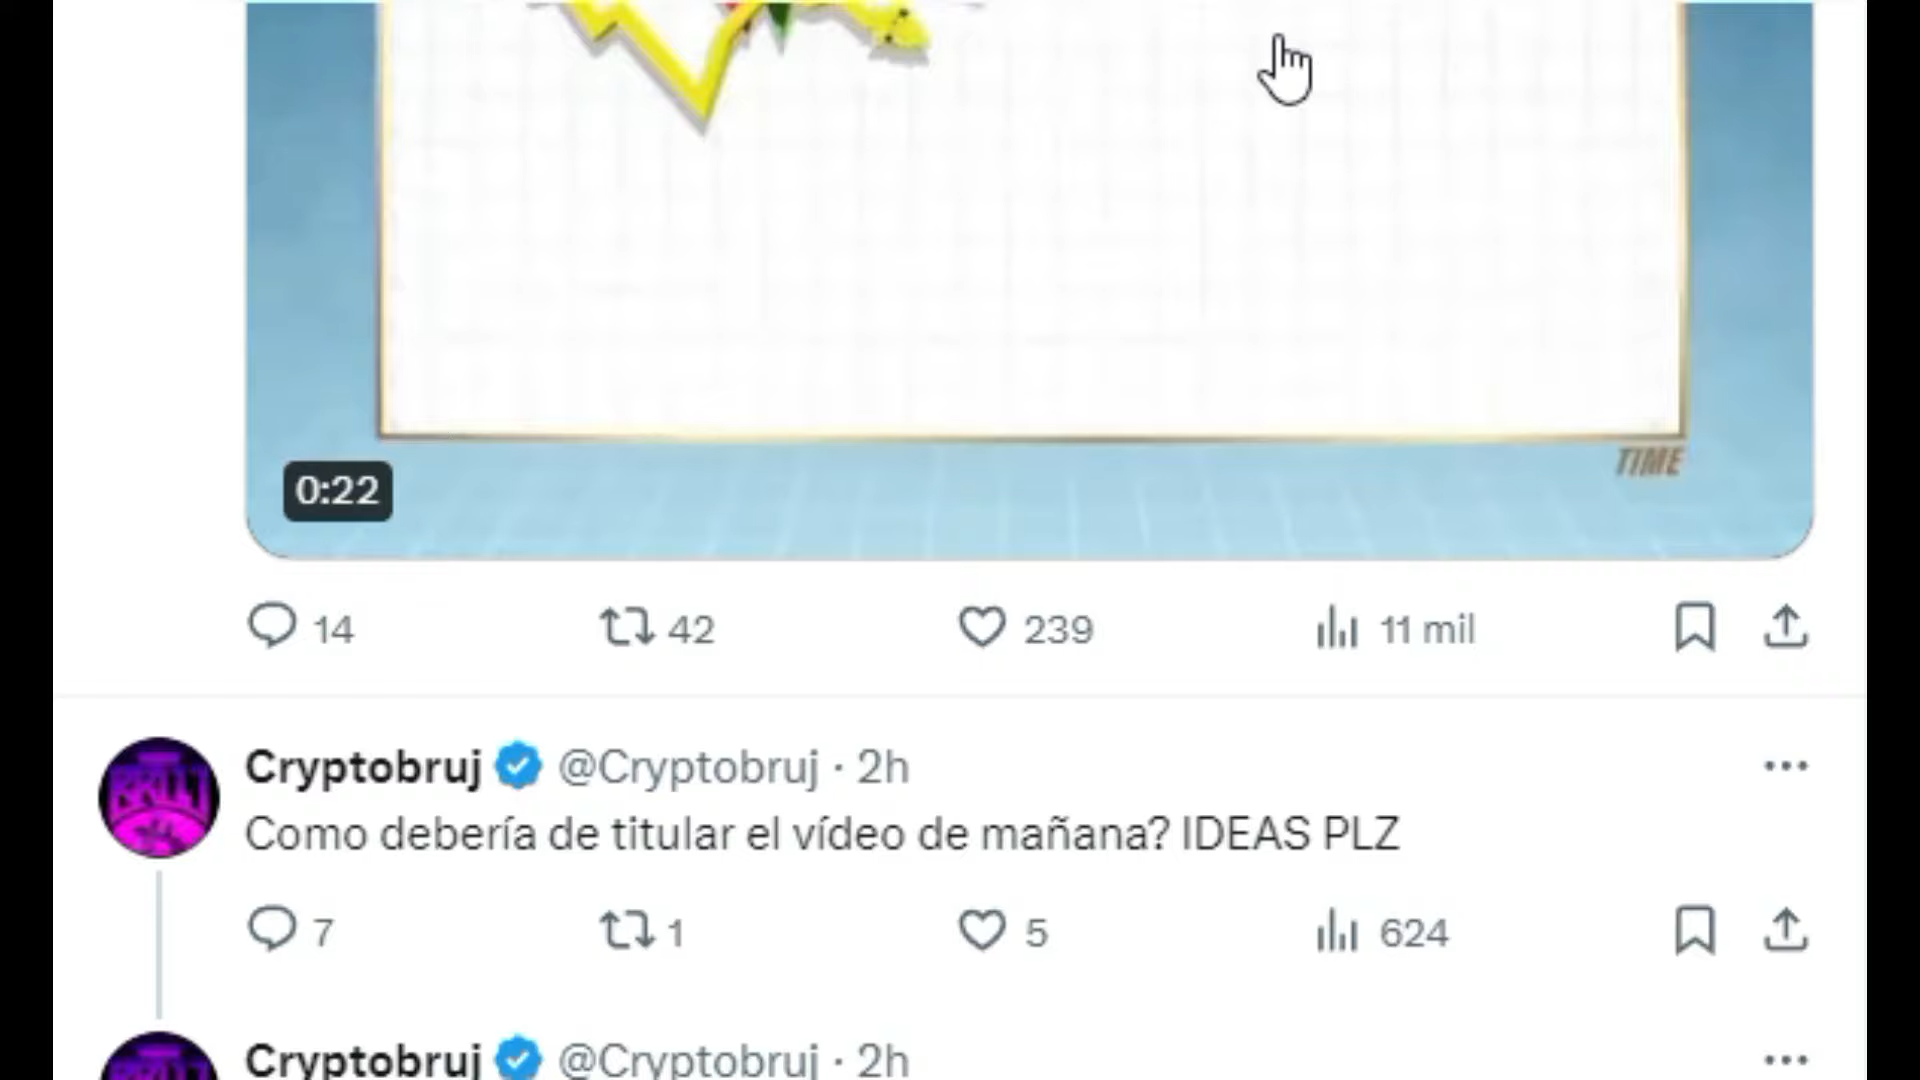 TIME
0:22
14 42 239 11 mil
Cryptobruj @Cryptobruj · 2h
Como debería de titular el vídeo de mañana? IDEAS PLZ
7 1 5 624
Cryptobruj @Cryptobruj · 2h